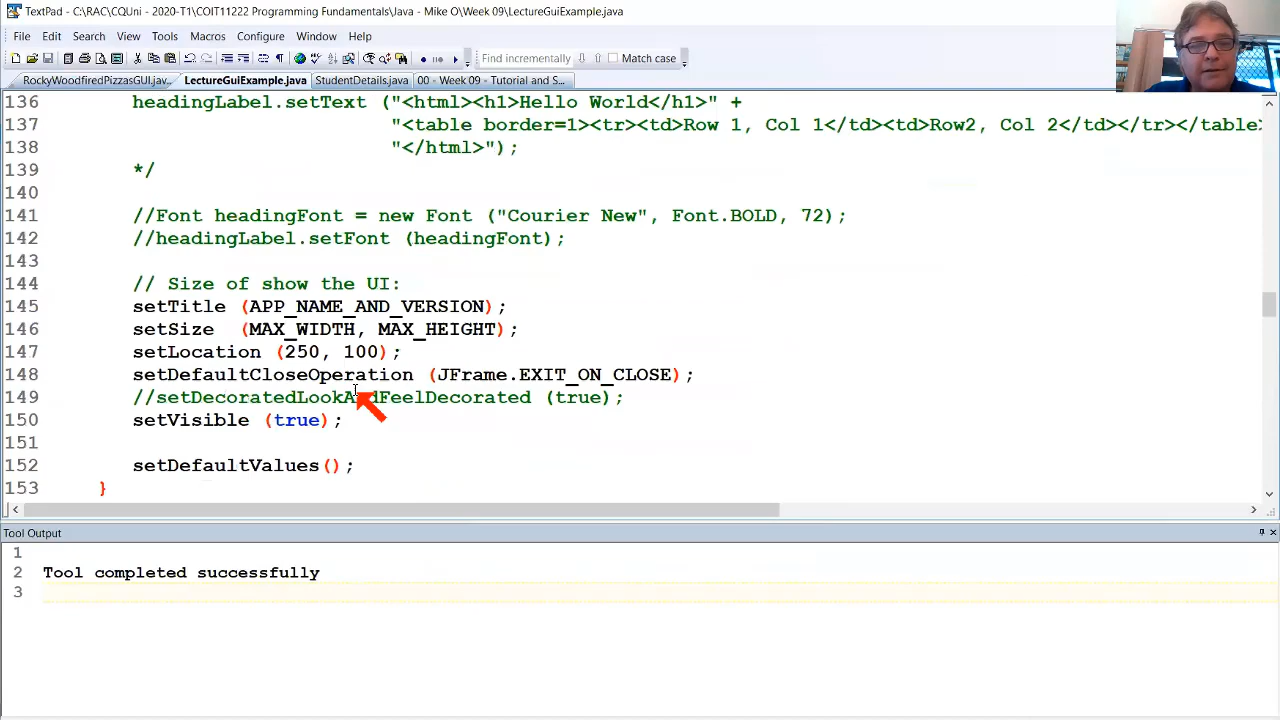 TextPad - C:\RAC\CQUni - 2020-T1\COIT11222 Programming Fundamentals\Java - Mike O\Week 09\LectureGuiExample.java
File Edit Search View Tools Macros Configure Window Help
Find incrementally Match case
RockyWoodfiredPizzasGUI.jav... LectureGuiExample.java StudentDetails.java 00 - Week 09 - Tutorial and S...
136 headingLabel.setText ("<html><h1>Hello World</h1>" +
137 "<table border=1><tr><td>Row 1, Col 1</td><td>Row2, Col 2</td></tr></table>
138 "</html>");
139 */
140
141 //Font headingFont = new Font ("Courier New", Font.BOLD, 72);
142 //headingLabel.setFont (headingFont);
143
144 // Size of show the UI:
145 setTitle (APP_NAME_AND_VERSION);
146 setSize (MAX_WIDTH, MAX_HEIGHT);
147 setLocation (250, 100);
148 setDefaultCloseOperation (JFrame.EXIT_ON_CLOSE);
149 //setDecoratedLookAndFeelDecorated (true);
150 setVisible (true);
151
152 setDefaultValues();
153 }
Tool Output
1
2 Tool completed successfully
3